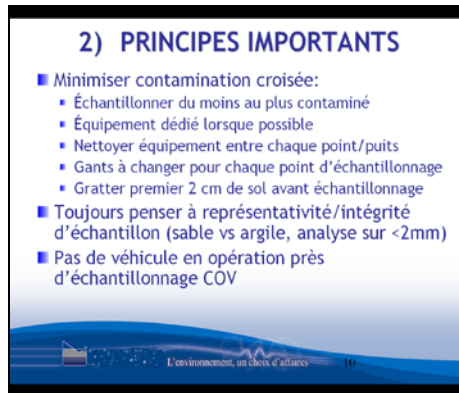 2) PRINCIPES IMPORTANTS
Minimiser contamination croisée:
Échantillonner du moins au plus contaminé
Équipement dédié lorsque possible
Nettoyer équipement entre chaque point/puits
Gants à changer pour chaque point d'échantillonnage
Gratter premier 2 cm de sol avant échantillonnage
Toujours penser à représentativité/intégrité
d'échantillon (sable vs argile, analyse sur <2mm)
Pas de véhicule en opération près
d'échantillonnage COV
L'environnement, un choix d'affaires
10